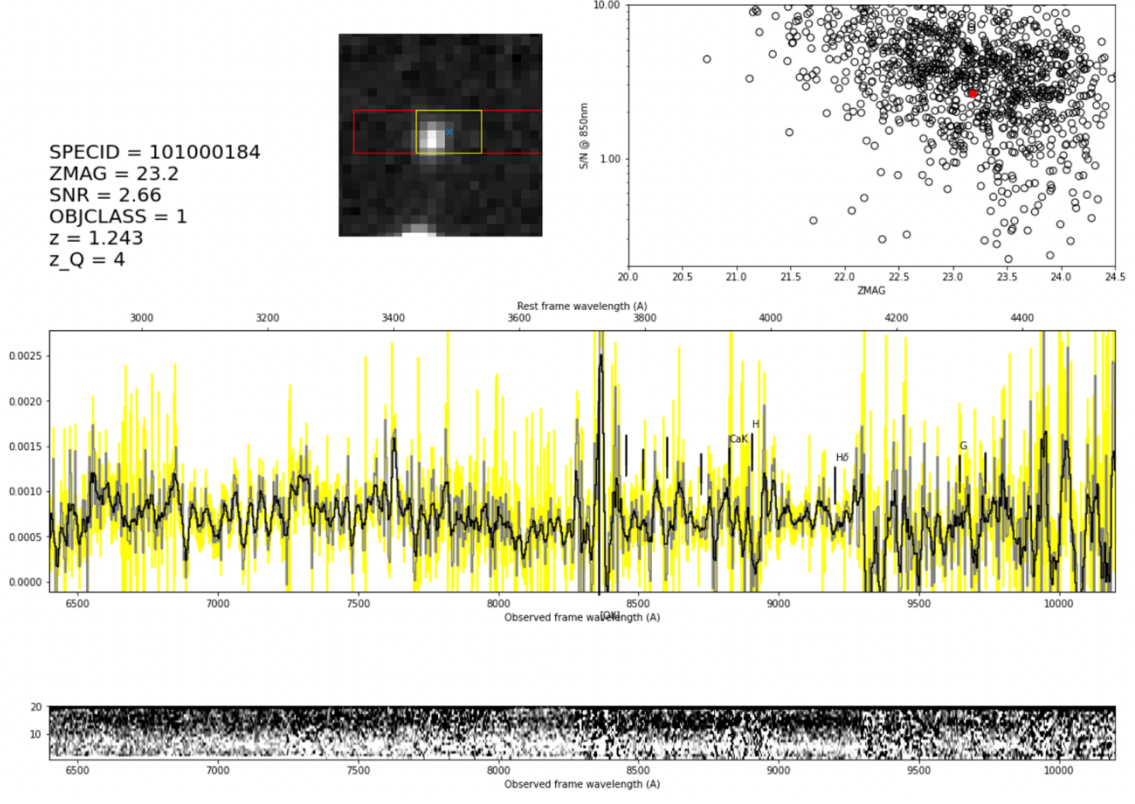 SPECID = 101000184
ZMAG = 23.2
SNR = 2.66
OBJCLASS = 1
z = 1.243
z_Q = 4
10.00
S/N @ 850nm
1.00
20.0 20.5 21.0 21.5 22.0 22.5 23.0 23.5 24.0 24.5
ZMAG
Rest frame wavelength (A)
3000 3200 3400 3600 3800 4000 4200 4400
0.0025
0.0020
0.0015
0.0010
0.0005
0.0000
CaK
H
Hδ
G
6500 7000 7500 8000 8500 9000 9500 10000
Observed frame wavelength (A)
20
10
6500 7000 7500 8000 8500 9000 9500 10000
Observed frame wavelength (A)